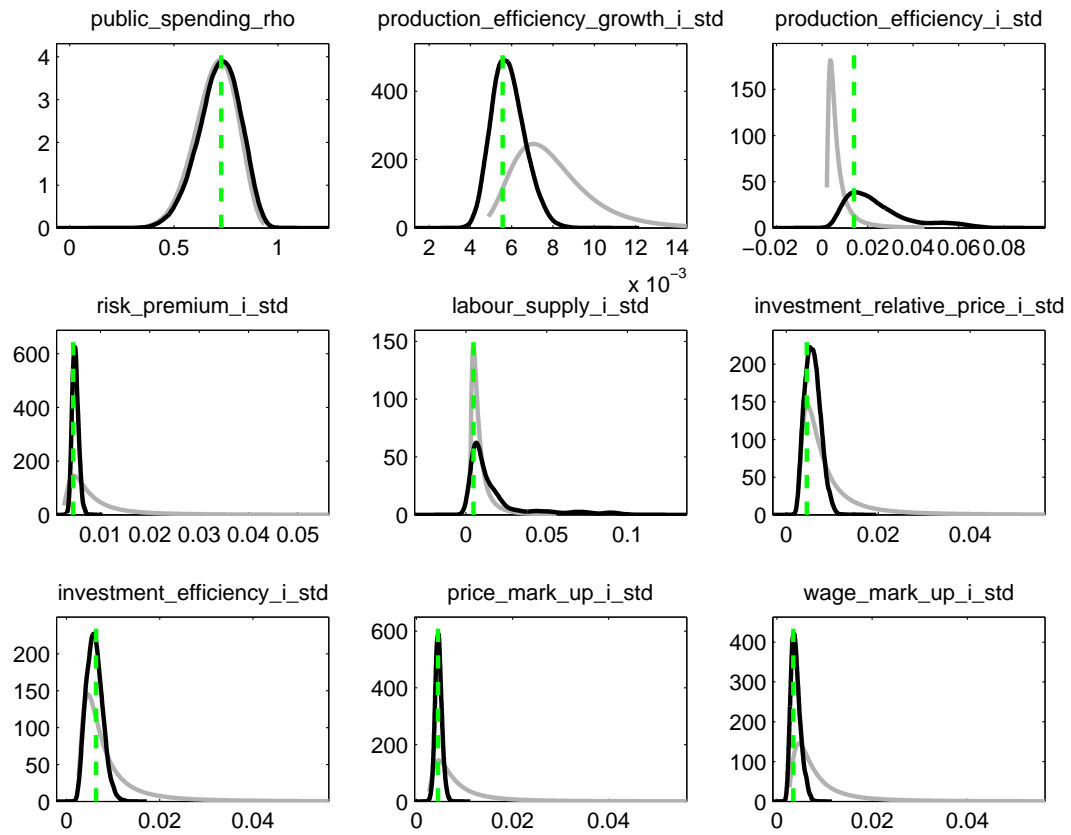 public_spending_rho
4
3
2
1
0
0 0.5 1
production_efficiency_growth_i_std
400
200
0
2 4 6 8 10 12 14
x 10⁻³
production_efficiency_i_std
150
100
50
0
−0.02 0 0.02 0.04 0.06 0.08
risk_premium_i_std
600
400
200
0
0.01 0.02 0.03 0.04 0.05
labour_supply_i_std
150
100
50
0
0 0.05 0.1
investment_relative_price_i_std
200
150
100
50
0
0 0.02 0.04
investment_efficiency_i_std
200
150
100
50
0
0 0.02 0.04
price_mark_up_i_std
600
400
200
0
0 0.02 0.04
wage_mark_up_i_std
400
300
200
100
0
0 0.02 0.04